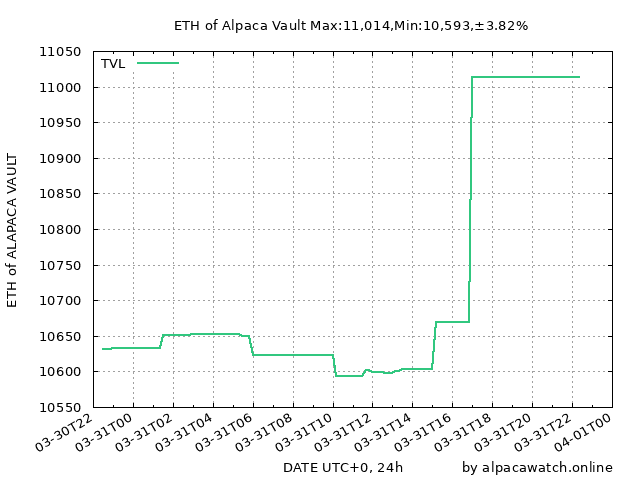 ETH of Alpaca Vault Max:11,014,Min:10,593,±3.82%
TVL
ETH of ALAPACA VAULT
11050
11000
10950
10900
10850
10800
10750
10700
10650
10600
10550
03-30T22
03-31T00
03-31T02
03-31T04
03-31T06
03-31T08
03-31T10
03-31T12
03-31T14
03-31T16
03-31T18
03-31T20
03-31T22
04-01T00
DATE UTC+0, 24h
by alpacawatch.online